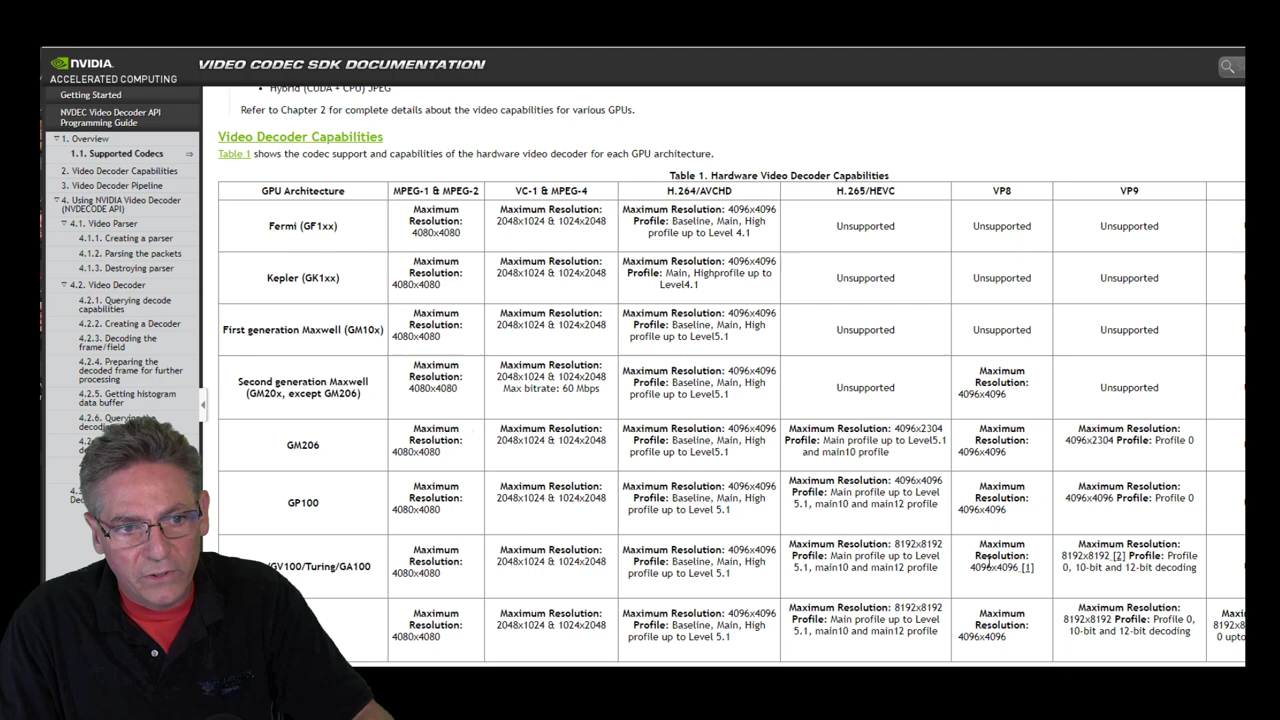 NVIDIA.
ACCELERATED COMPUTING
VIDEO CODEC SDK DOCUMENTATION
Getting Started
NVDEC Video Decoder API
Programming Guide
1. Overview
1.1. Supported Codecs
2. Video Decoder Capabilities
3. Video Decoder Pipeline
4. Using NVIDIA Video Decoder
(NVDECODE API)
4.1. Video Parser
4.1.1. Creating a parser
4.1.2. Parsing the packets
4.1.3. Destroying parser
4.2. Video Decoder
4.2.1. Querying decode
capabilities
4.2.2. Creating a Decoder
4.2.3. Decoding the
frame/field
4.2.4. Preparing the
decoded frame for further
processing
4.2.5. Getting histogram
data buffer
4.2.6. Querying the
Hybrid (CUDA + CPU) JPEG
Refer to Chapter 2 for complete details about the video capabilities for various GPUs.
Video Decoder Capabilities
Table 1 shows the codec support and capabilities of the hardware video decoder for each GPU architecture.
Table 1. Hardware Video Decoder Capabilities
GPU Architecture MPEG-1 & MPEG-2 VC-1 & MPEG-4 H.264/AVCHD H.265/HEVC VP8 VP9
Fermi (GF1xx)
Maximum
Resolution:
4080x4080
Maximum Resolution:
2048x1024 & 1024x2048
Maximum Resolution: 4096x4096
Profile: Baseline, Main, High
profile up to Level 4.1
Unsupported
Unsupported
Unsupported
Kepler (GK1xx)
Maximum
Resolution:
4080x4080
Maximum Resolution:
2048x1024 & 1024x2048
Maximum Resolution: 4096x4096
Profile: Main, Highprofile up to
Level4.1
Unsupported
Unsupported
Unsupported
First generation Maxwell (GM10x)
Maximum
Resolution:
4080x4080
Maximum Resolution:
2048x1024 & 1024x2048
Maximum Resolution: 4096x4096
Profile: Baseline, Main, High
profile up to Level5.1
Unsupported
Unsupported
Unsupported
Second generation Maxwell
(GM20x, except GM206)
Maximum
Resolution:
4080x4080
Maximum Resolution:
2048x1024 & 1024x2048
Max bitrate: 60 Mbps
Maximum Resolution: 4096x4096
Profile: Baseline, Main, High
profile up to Level5.1
Unsupported
Maximum
Resolution:
4096x4096
Unsupported
GM206
Maximum
Resolution:
4080x4080
Maximum Resolution:
2048x1024 & 1024x2048
Maximum Resolution: 4096x4096
Profile: Baseline, Main, High
profile up to Level5.1
Maximum Resolution: 4096x2304
Profile: Main profile up to Level5.1
and main10 profile
Maximum
Resolution:
4096x4096
Maximum Resolution:
4096x2304 Profile: Profile 0
GP100
Maximum
Resolution:
4080x4080
Maximum Resolution:
2048x1024 & 1024x2048
Maximum Resolution: 4096x4096
Profile: Baseline, Main, High
profile up to Level 5.1
Maximum Resolution: 4096x4096
Profile: Main profile up to Level
5.1, main10 and main12 profile
Maximum
Resolution:
4096x4096
Maximum Resolution:
4096x4096 Profile: Profile 0
/GV100/Turing/GA100
Maximum
Resolution:
4080x4080
Maximum Resolution:
2048x1024 & 1024x2048
Maximum Resolution: 4096x4096
Profile: Baseline, Main, High
profile up to Level 5.1
Maximum Resolution: 8192x8192
Profile: Main profile up to Level
5.1, main10 and main12 profile
Maximum
Resolution:
4096x4096 [1]
Maximum Resolution:
8192x8192 [2] Profile: Profile
0, 10-bit and 12-bit decoding
Maximum
Resolution:
4080x4080
Maximum Resolution:
2048x1024 & 1024x2048
Maximum Resolution: 4096x4096
Profile: Baseline, Main, High
profile up to Level 5.1
Maximum Resolution: 8192x8192
Profile: Main profile up to Level
5.1, main10 and main12 profile
Maximum
Resolution:
4096x4096
Maximum Resolution:
8192x8192 Profile: Profile 0,
10-bit and 12-bit decoding